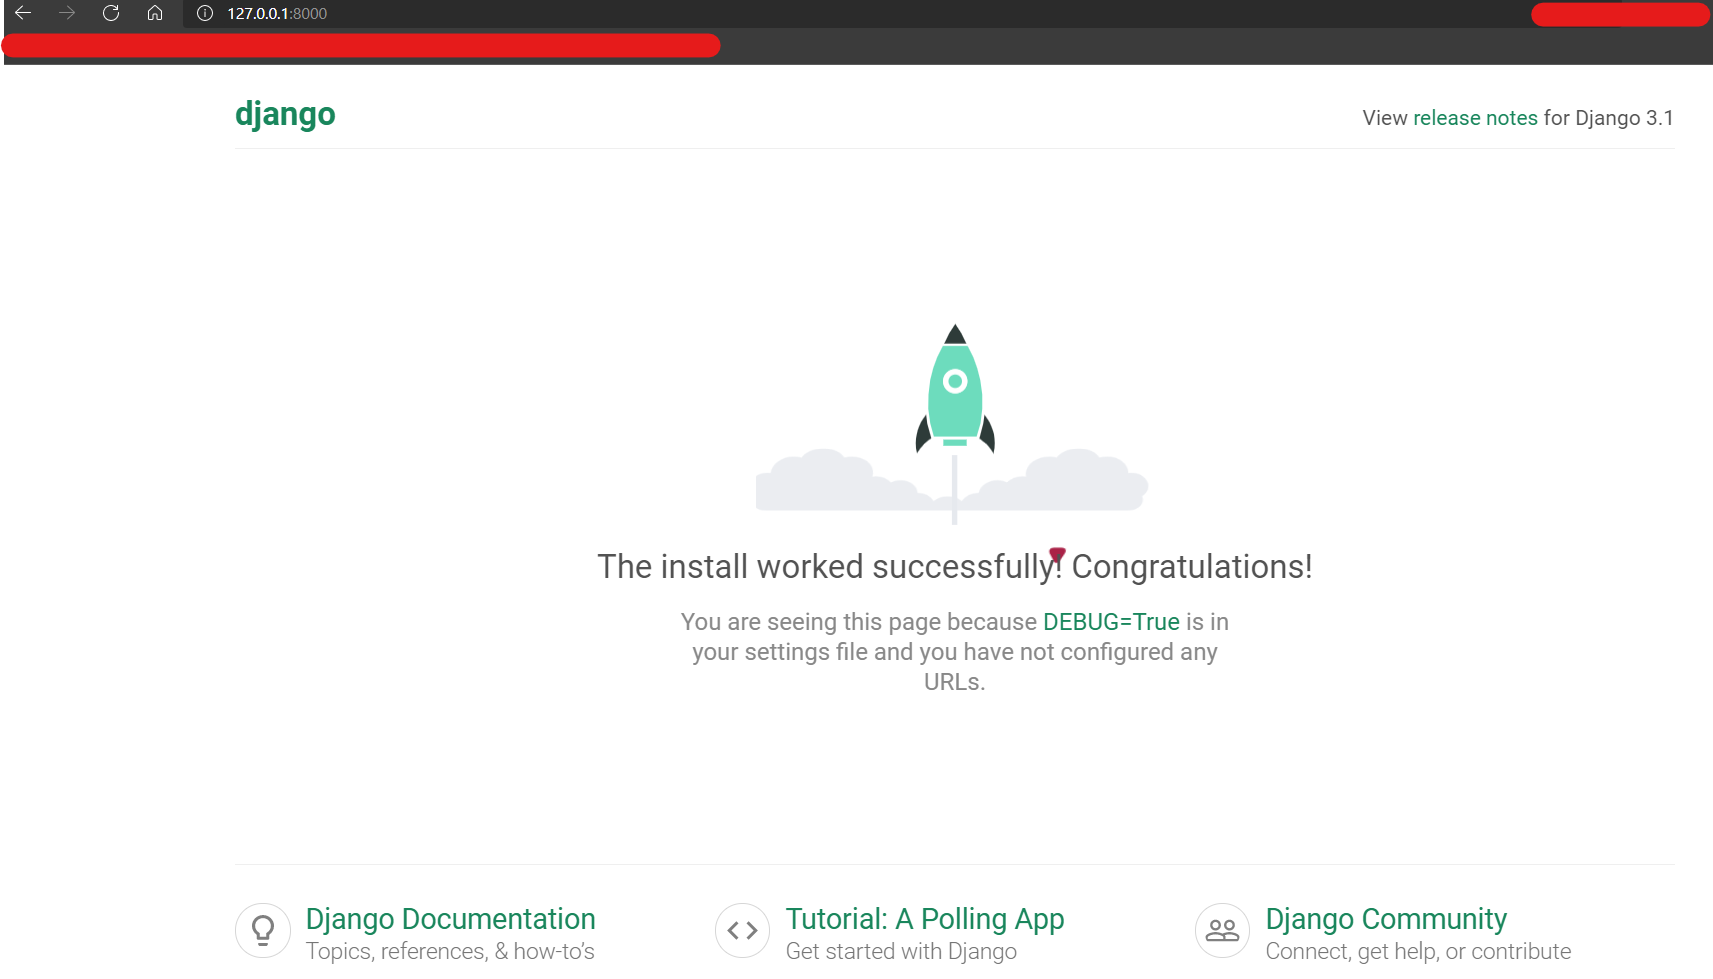 127.0.0.1:8000
django
View release notes for Django 3.1
The install worked successfully! Congratulations!
You are seeing this page because DEBUG=True is in
your settings file and you have not configured any
URLs.
Django Documentation
Topics, references, & how-to’s
Tutorial: A Polling App
Get started with Django
Django Community
Connect, get help, or contribute